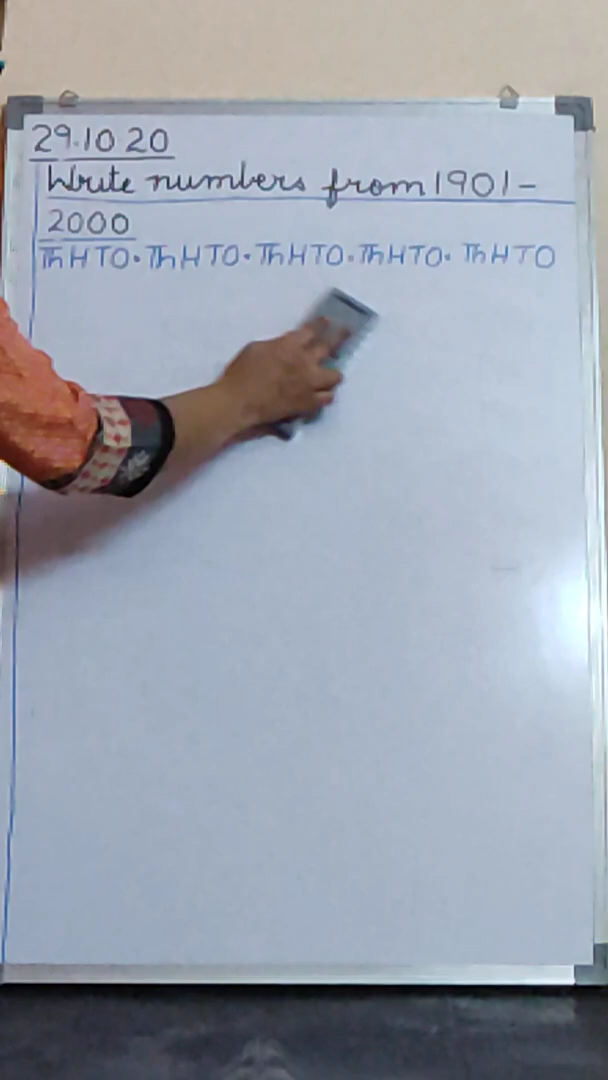 29.10.20
Write numbers from 1901-
2000
Th H T O • Th H T O • Th H T O • Th H T O • Th H T O